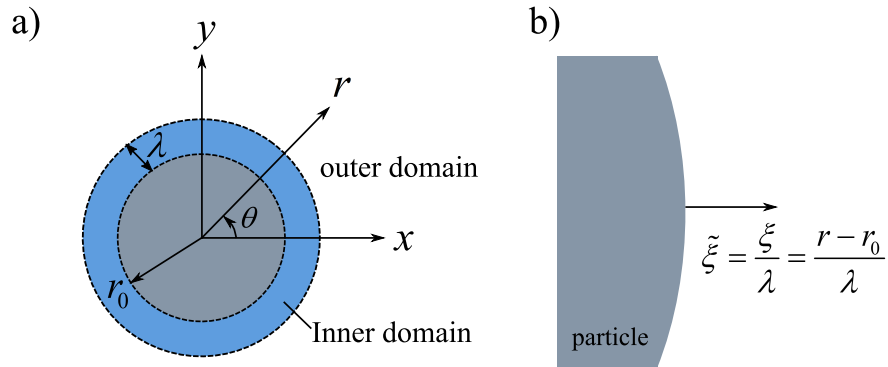 a)
y
r
λ
outer domain
θ
x
r₀
Inner domain
b)
ξ̃ = ξ/λ = (r − r₀)/λ
particle